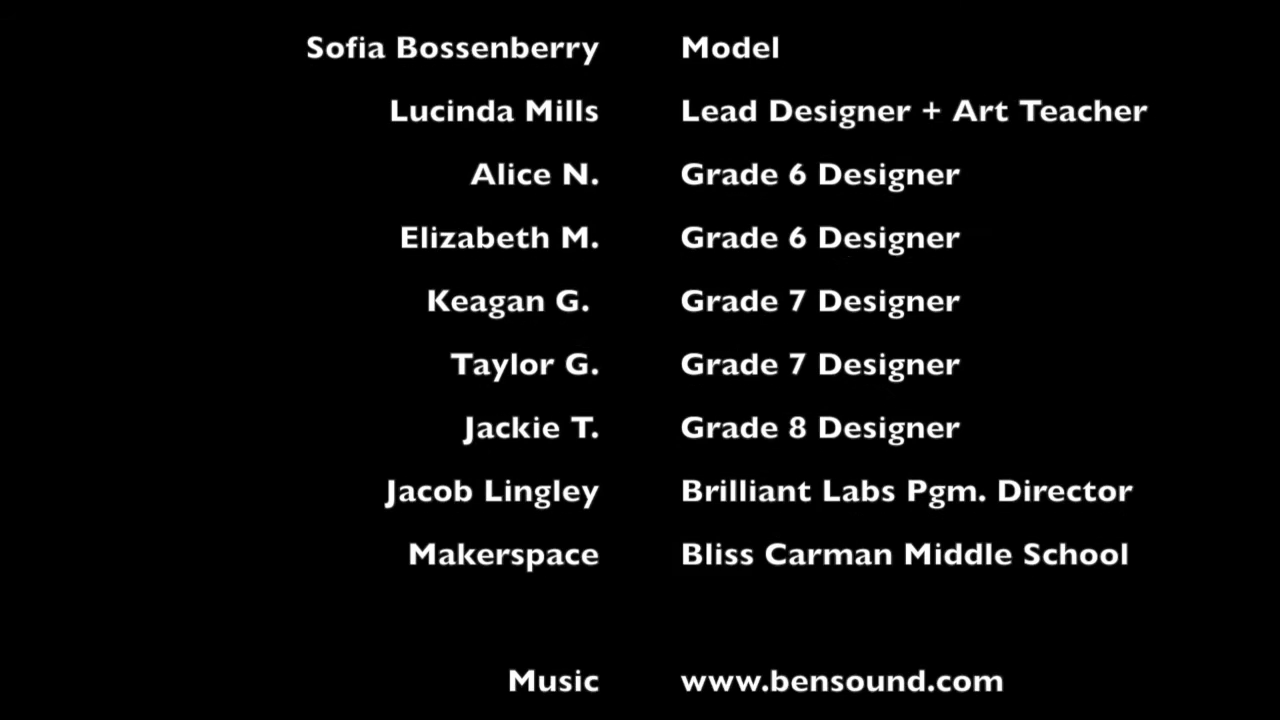 Sofia Bossenberry Model
Lucinda Mills Lead Designer + Art Teacher
Alice N. Grade 6 Designer
Elizabeth M. Grade 6 Designer
Keagan G. Grade 7 Designer
Taylor G. Grade 7 Designer
Jackie T. Grade 8 Designer
Jacob Lingley Brilliant Labs Pgm. Director
Makerspace Bliss Carman Middle School
Music www.bensound.com